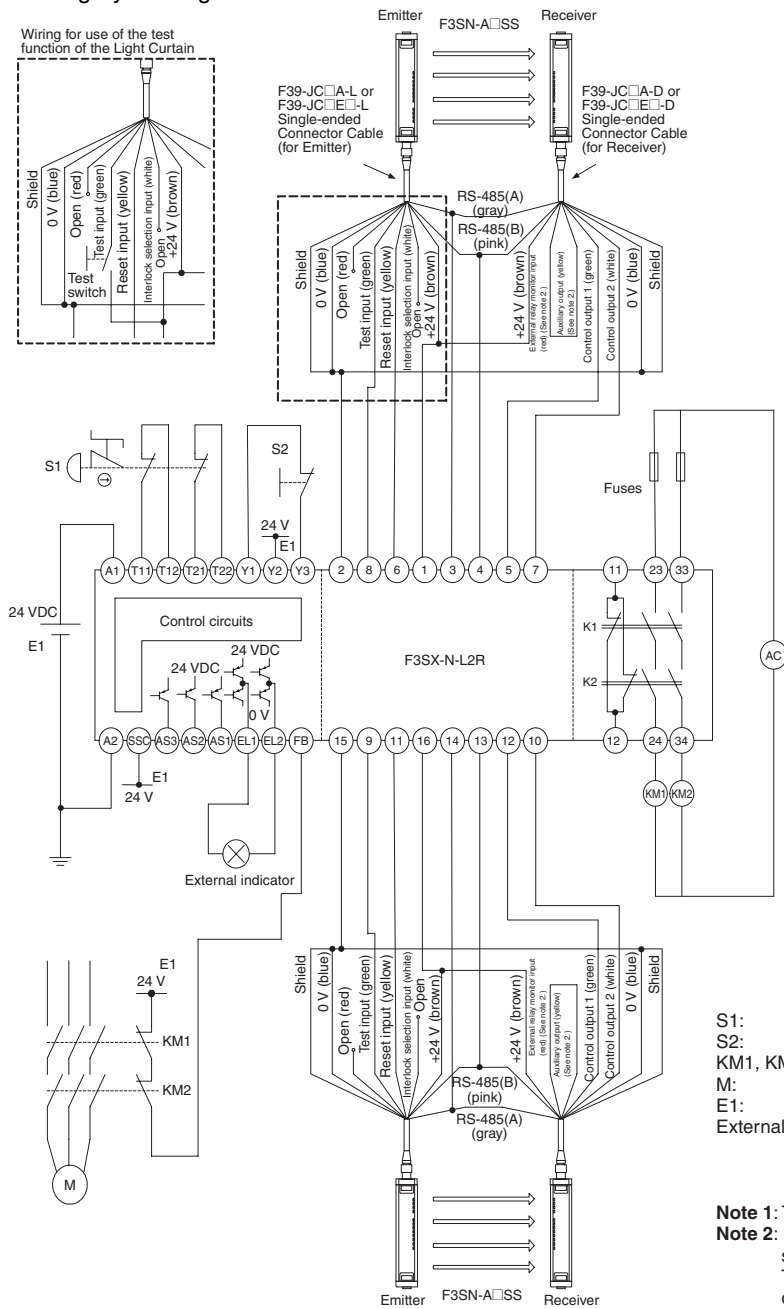 Wiring for use of the test
function of the Light Curtain
Emitter
F3SN-A□SS
Receiver
F39-JC□A-L or
F39-JC□E□-L
Single-ended
Connector Cable
(for Emitter)
F39-JC□A-D or
F39-JC□E□-D
Single-ended
Connector Cable
(for Receiver)
Shield
0 V (blue)
Open (red)
Test input (green)
Test
switch
Reset input (yellow)
Interlock selection input (white)
Open
+24 V (brown)
RS-485(A)
(gray)
RS-485(B)
(pink)
Shield
0 V (blue)
Open (red)
Test input (green)
Reset input (yellow)
Interlock selection input (white)
Open
+24 V (brown)
+24 V (brown)
External relay monitor input
(red) (See note 2.)
Auxiliary output (yellow)
(See note 2.)
Control output 1 (green)
Control output 2 (white)
0 V (blue)
Shield
S1
S2
24 V
E1
Fuses
A1 T11 T12 T21 T22 Y1 Y2 Y3 2 8 6 1 3 4 5 7 11 23 33
24 VDC
E1
Control circuits
24 VDC
0 V
F3SX-N-L2R
K1
K2
AC
A2 SSC AS3 AS2 AS1 EL1 EL2 FB 15 9 11 16 14 13 12 10 12 24 34
E1
24 V
KM1 KM2
External indicator
E1
24 V
KM1
KM2
M
Shield
0 V (blue)
Open (red)
Test input (green)
Reset input (yellow)
Interlock selection input (white)
Open
+24 V (brown)
+24 V (brown)
External relay monitor input
(red) (See note 2.)
Auxiliary output (yellow)
(See note 2.)
Control output 1 (green)
Control output 2 (white)
0 V (blue)
Shield
RS-485(B)
(pink)
RS-485(A)
(gray)
Emitter
F3SN-A□SS
Receiver
S1:
S2:
KM1, KM
M:
E1:
External
Note 1:
Note 2: